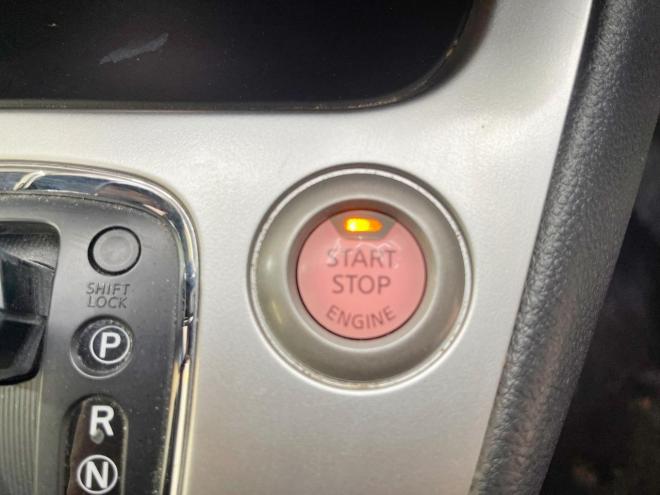 START
STOP
ENGINE
SHIFT
LOCK
P
R
N